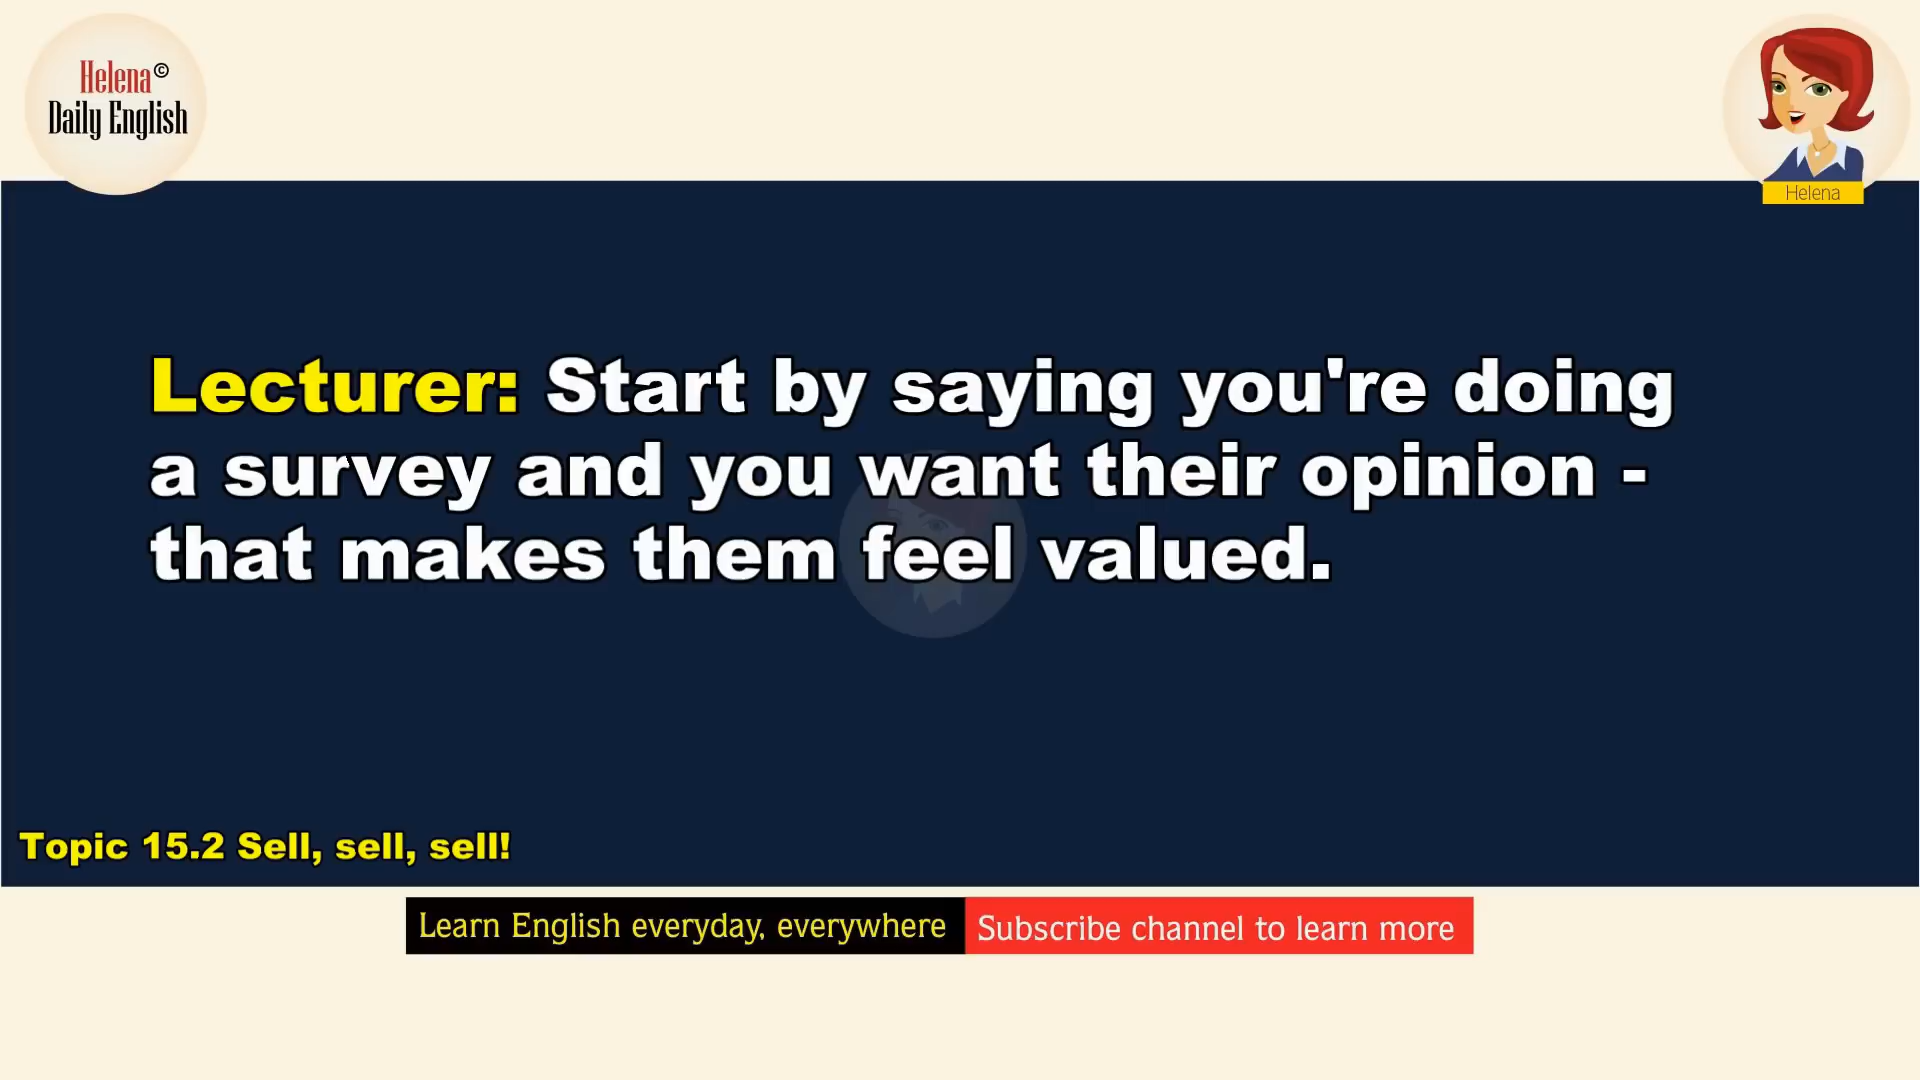 Helena©
Daily English
Helena
Lecturer: Start by saying you're doing
a survey and you want their opinion -
that makes them feel valued.
Topic 15.2 Sell, sell, sell!
Learn English everyday, everywhere
Subscribe channel to learn more